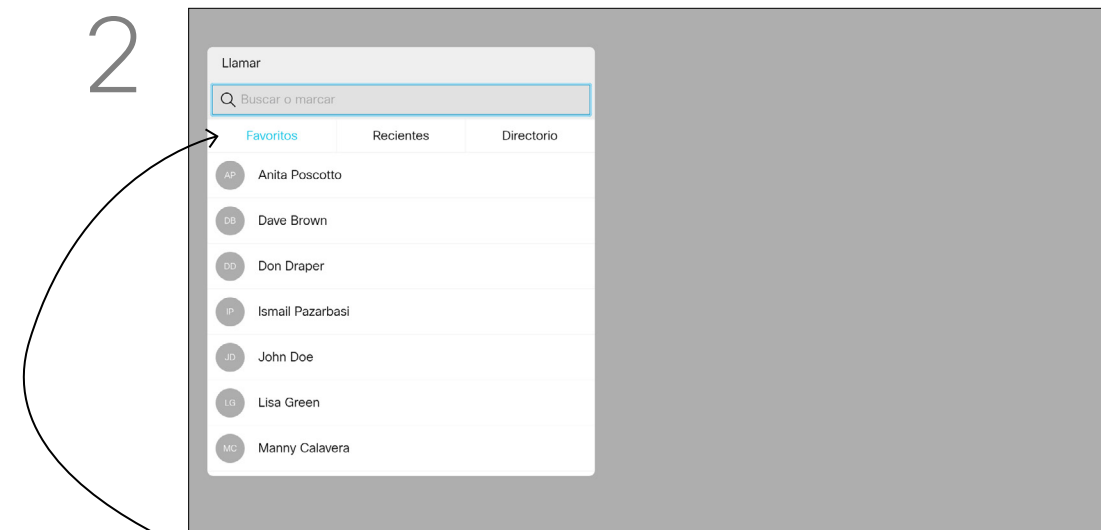 2
Llamar
Buscar o marcar
Favoritos Recientes Directorio
AP Anita Poscotto
DB Dave Brown
DD Don Draper
IP Ismail Pazarbasi
JD John Doe
LG Lisa Green
MC Manny Calavera